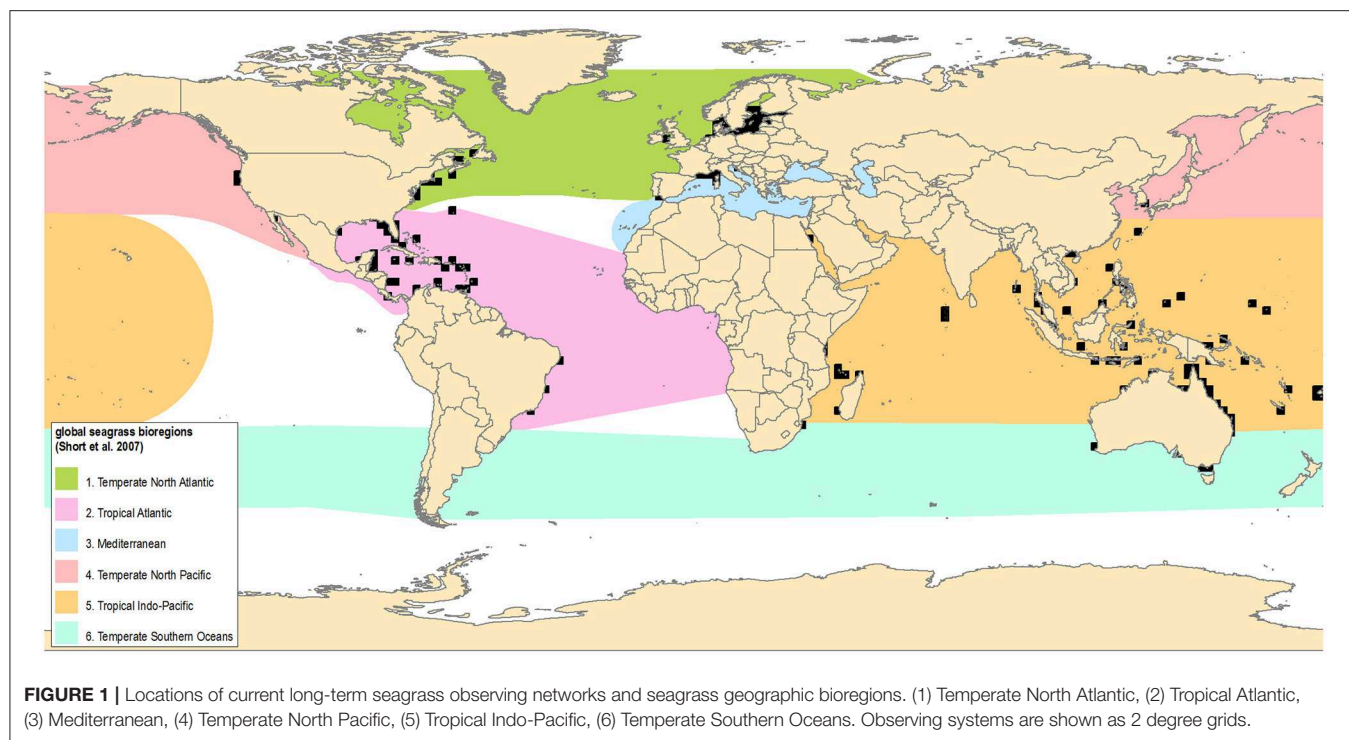 global seagrass bioregions
(Short et al. 2007)
1. Temperate North Atlantic
2. Tropical Atlantic
3. Mediterranean
4. Temperate North Pacific
5. Tropical Indo-Pacific
6. Temperate Southern Oceans
FIGURE 1 | Locations of current long-term seagrass observing networks and seagrass geographic bioregions. (1) Temperate North Atlantic, (2) Tropical Atlantic,
(3) Mediterranean, (4) Temperate North Pacific, (5) Tropical Indo-Pacific, (6) Temperate Southern Oceans. Observing systems are shown as 2 degree grids.